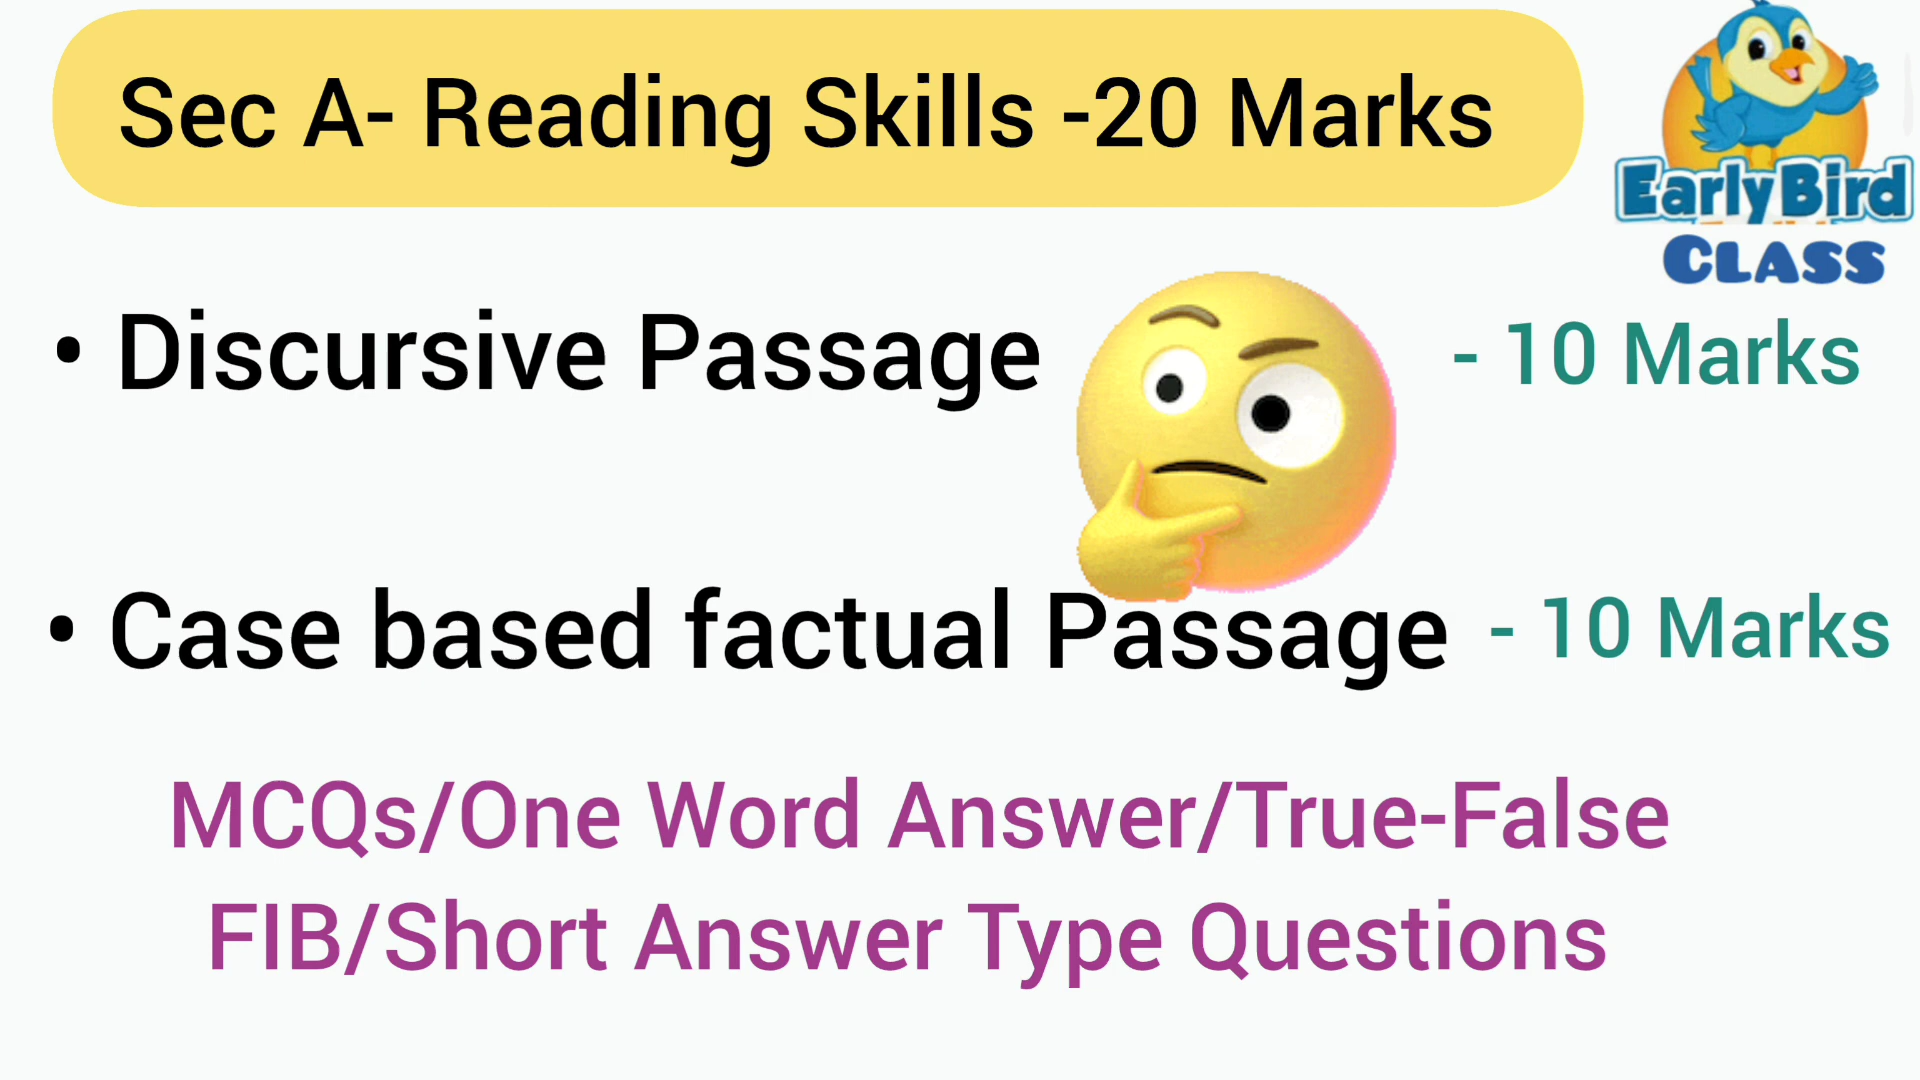 Sec A- Reading Skills -20 Marks
EarlyBird
CLASS
• Discursive Passage - 10 Marks
• Case based factual Passage - 10 Marks
MCQs/One Word Answer/True-False
FIB/Short Answer Type Questions